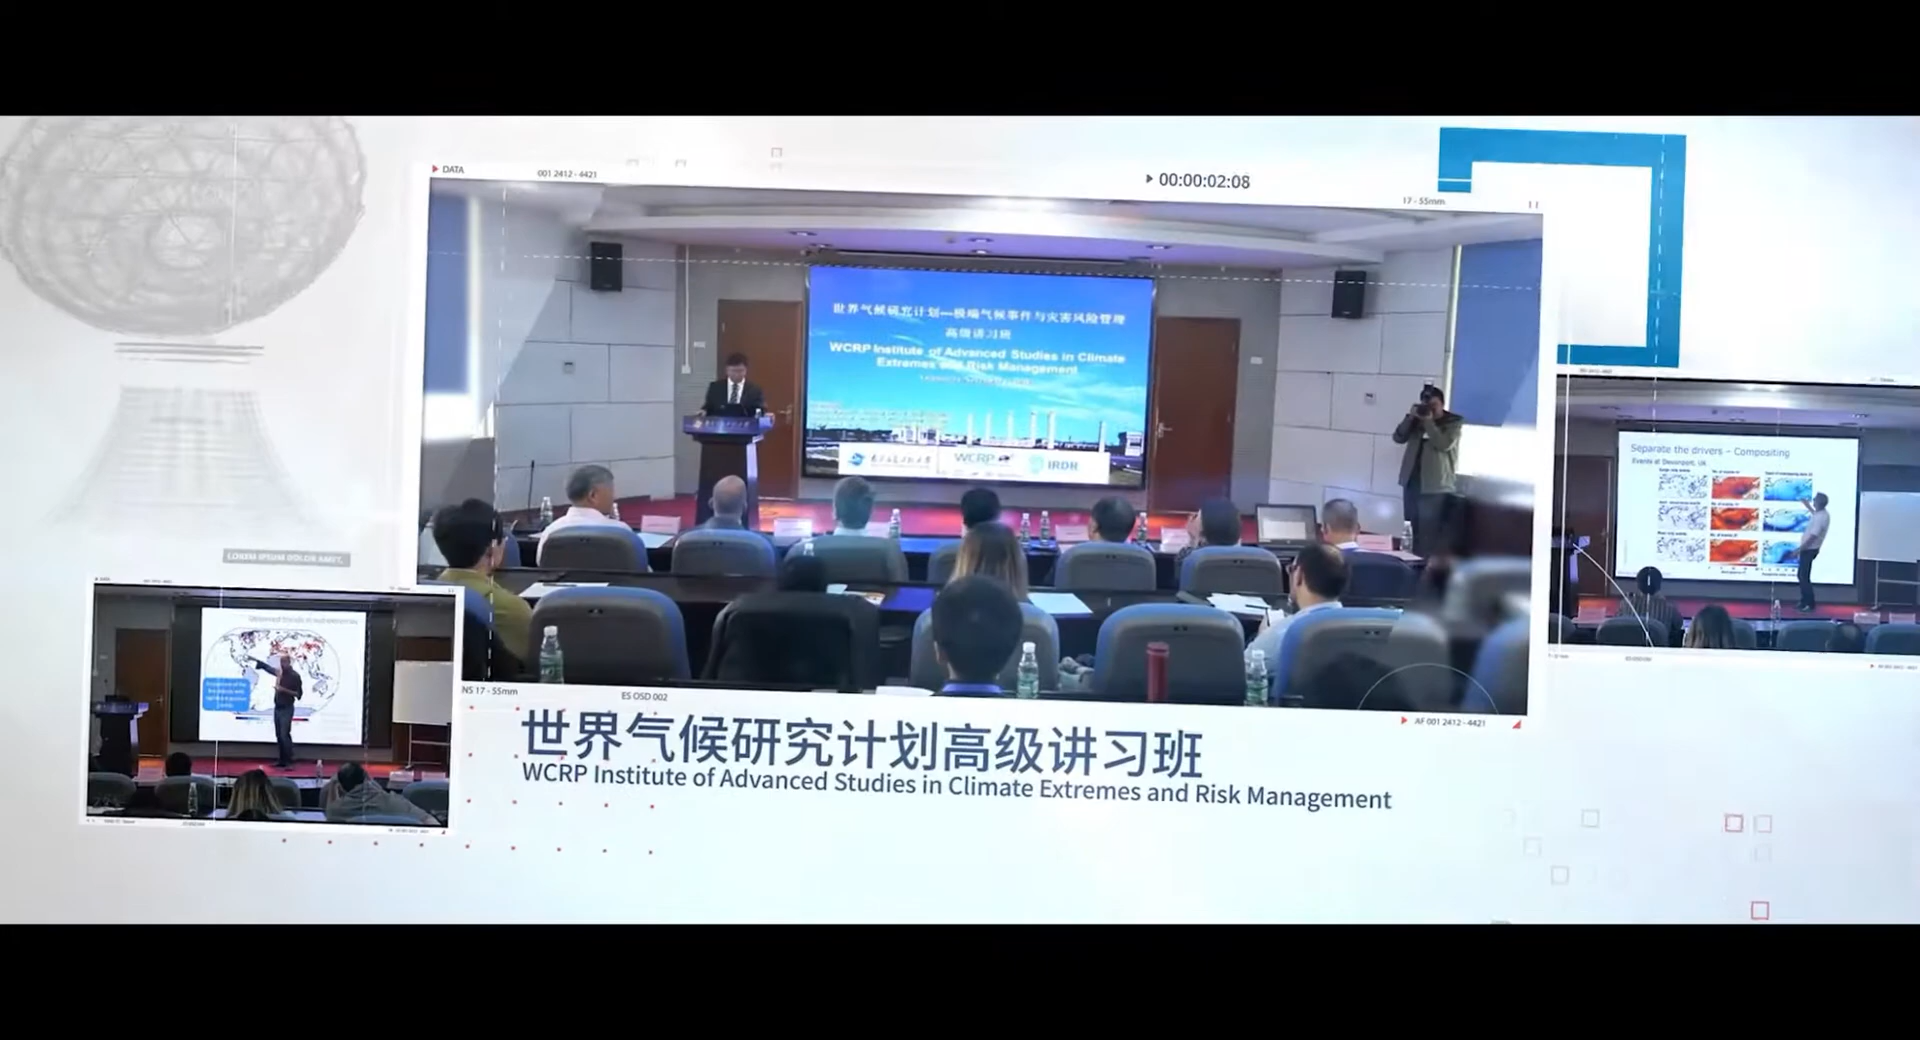 DATA
001 2412 - 4421
00:00:02:08
17 - 55mm
世界气候研究计划—极端气候事件与灾害风险管理
高级讲习班
WCRP Institute of Advanced Studies in Climate
Extremes and Risk Management
WCRP
IRDR
Separate the drivers – Compositing
Events at Devonport, UK
LOREM IPSUM DOLOR AMET,
NS 17 - 55mm
ES OSD 002
AF 001 2412 - 4421
世界气候研究计划高级讲习班
WCRP Institute of Advanced Studies in Climate Extremes and Risk Management